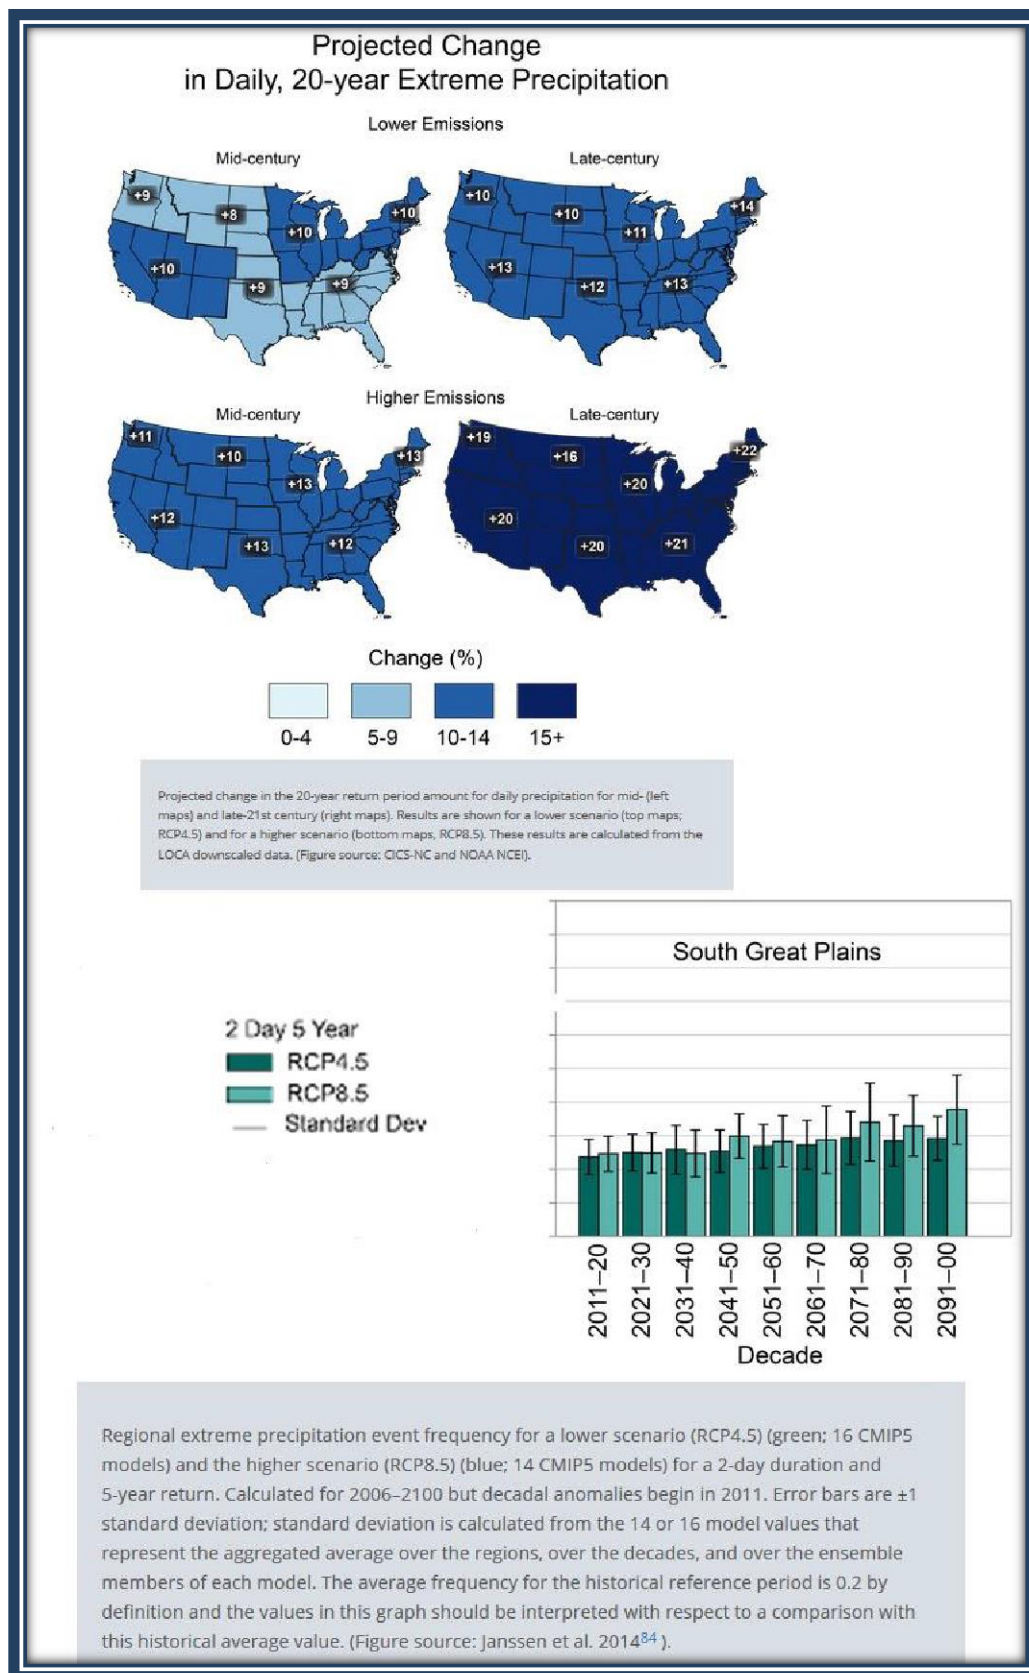 Projected Change
in Daily, 20-year Extreme Precipitation
Lower Emissions
Mid-century
Late-century
+9
+8
+10
+10
+10
+9
+9
+10
+10
+11
+14
+13
+12
+13
Higher Emissions
Mid-century
Late-century
+11
+10
+13
+13
+12
+13
+12
+19
+16
+20
+22
+20
+20
+21
Change (%)
0-4 5-9 10-14 15+
Projected change in the 20-year return period amount for daily precipitation for mid- (left
maps) and late-21st century (right maps). Results are shown for a lower scenario (top maps;
RCP4.5) and for a higher scenario (bottom maps, RCP8.5). These results are calculated from the
LOCA downscaled data. (Figure source: CICS-NC and NOAA NCEI).
South Great Plains
2 Day 5 Year
RCP4.5
RCP8.5
Standard Dev
2011–20
2021–30
2031–40
2041–50
2051–60
2061–70
2071–80
2081–90
2091–00
Decade
Regional extreme precipitation event frequency for a lower scenario (RCP4.5) (green; 16 CMIP5
models) and the higher scenario (RCP8.5) (blue; 14 CMIP5 models) for a 2-day duration and
5-year return. Calculated for 2006–2100 but decadal anomalies begin in 2011. Error bars are ±1
standard deviation; standard deviation is calculated from the 14 or 16 model values that
represent the aggregated average over the regions, over the decades, and over the ensemble
members of each model. The average frequency for the historical reference period is 0.2 by
definition and the values in this graph should be interpreted with respect to a comparison with
this historical average value. (Figure source: Janssen et al. 201484 ).